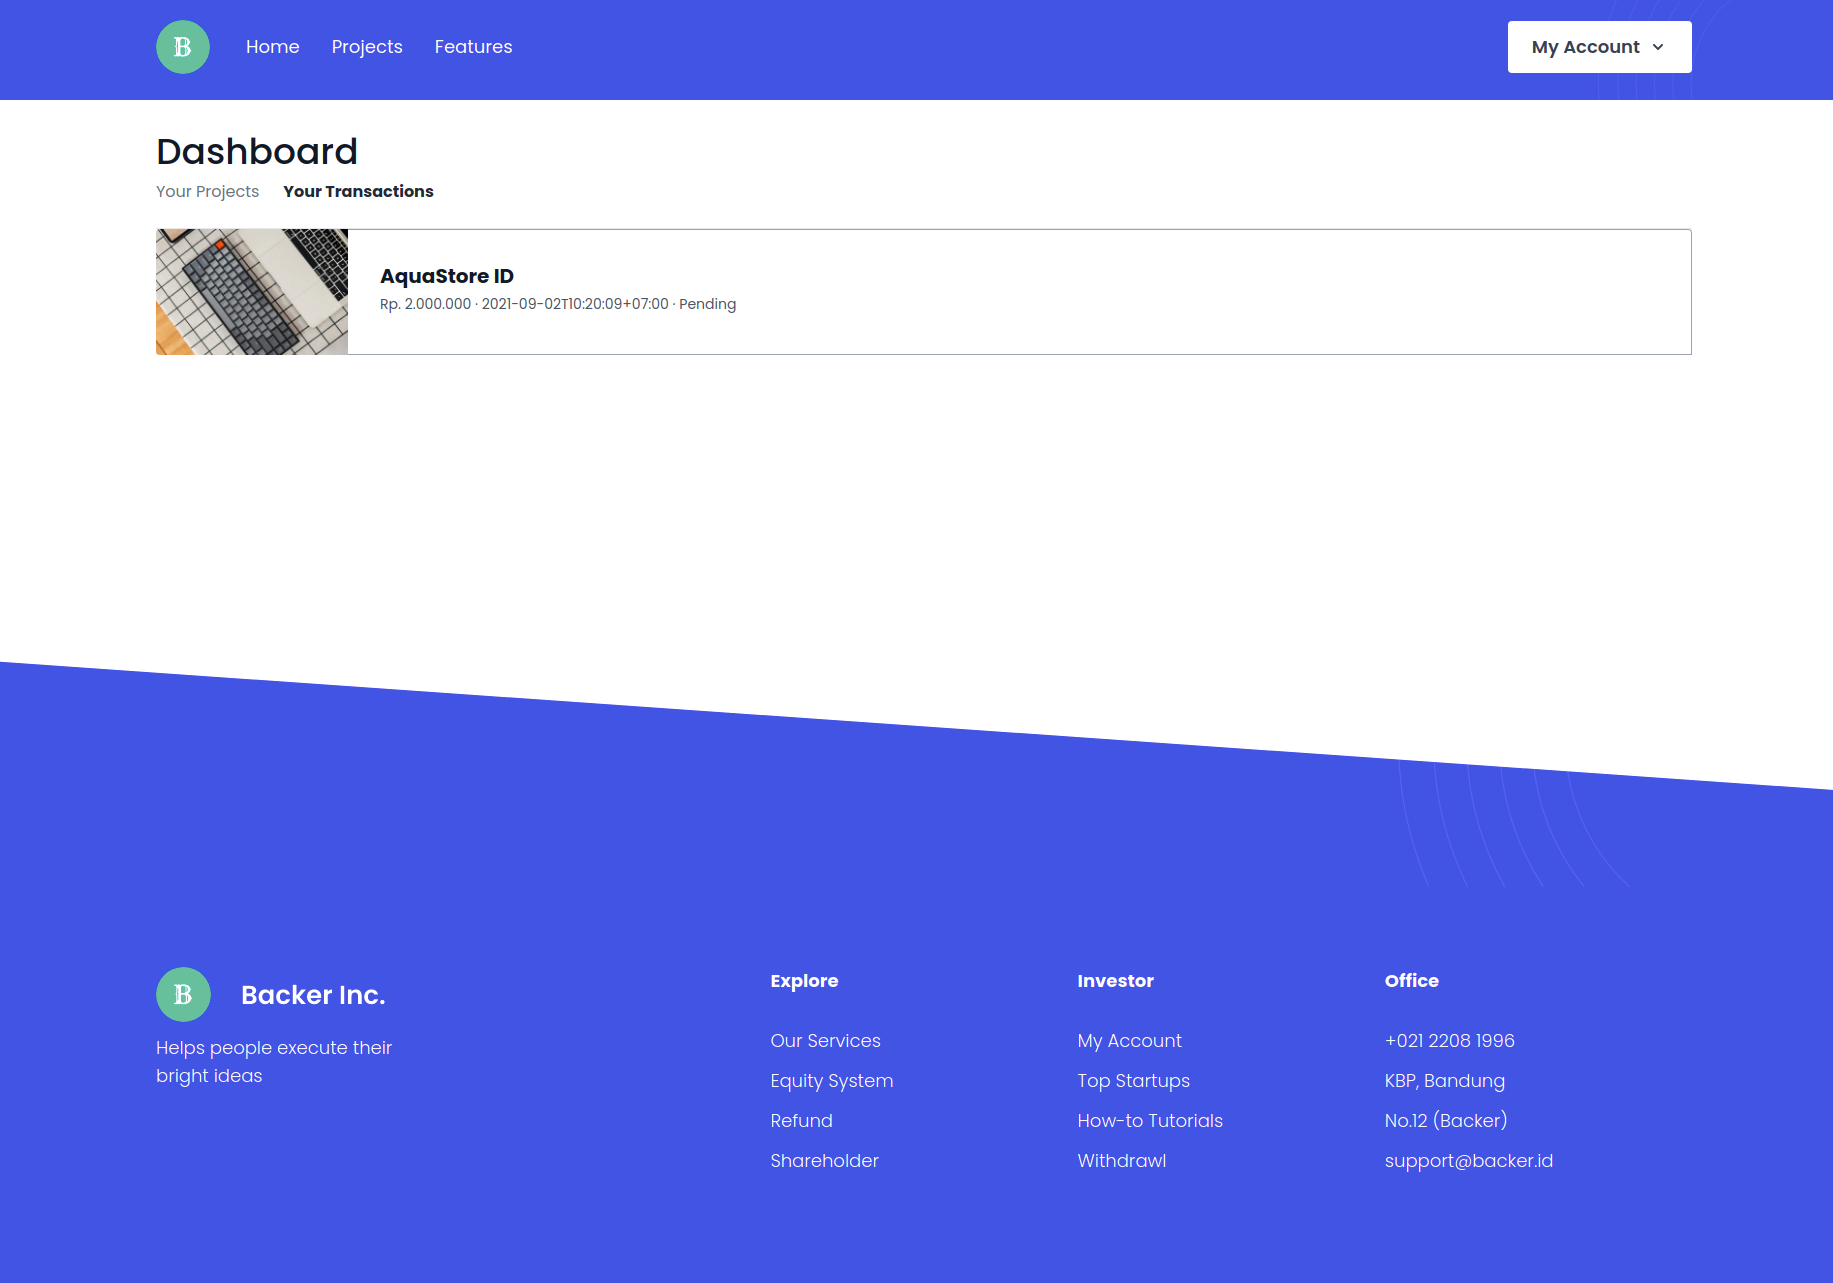 B
Home Projects Features
My Account
Dashboard
Your Projects Your Transactions
AquaStore ID
Rp. 2.000.000 · 2021-09-02T10:20:09+07:00 · Pending
B
Backer Inc.
Helps people execute their
bright ideas
Explore
Our Services
Equity System
Refund
Shareholder
Investor
My Account
Top Startups
How-to Tutorials
Withdrawl
Office
+021 2208 1996
KBP, Bandung
No.12 (Backer)
support@backer.id